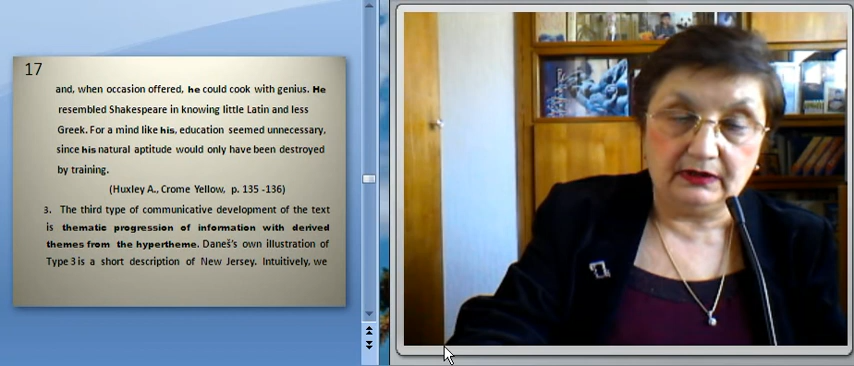 17
and, when occasion offered, he could cook with genius. He
resembled Shakespeare in knowing little Latin and less
Greek. For a mind like his, education seemed unnecessary,
since his natural aptitude would only have been destroyed
by training.
(Huxley A., Crome Yellow, p. 135 -136)
3. The third type of communicative development of the text
is thematic progression of information with derived
themes from the hypertheme. Daneš's own illustration of
Type 3 is a short description of New Jersey. Intuitively, we